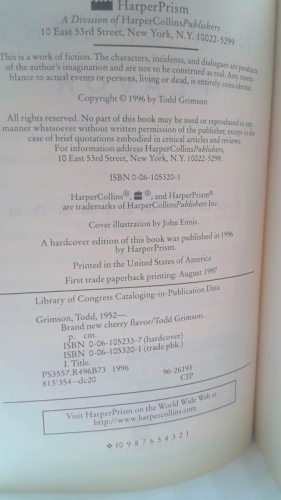 HarperPrism
A Division of HarperCollinsPublishers
10 East 53rd Street, New York, N.Y. 10022-5299
This is a work of fiction. The characters, incidents, and dialogues are products
of the author's imagination and are not to be construed as real. Any resem-
blance to actual events or persons, living or dead, is entirely coincidental.
Copyright © 1996 by Todd Grimson
All rights reserved. No part of this book may be used or reproduced in any
manner whatsoever without written permission of the publisher, except in the
case of brief quotations embodied in critical articles and reviews.
For information address HarperCollinsPublishers,
10 East 53rd Street, New York, N.Y. 10022-5299.
ISBN 0-06-105320-1
HarperCollins®, ®, and HarperPrism®
are trademarks of HarperCollinsPublishers Inc.
Cover illustration by John Ennis.
A hardcover edition of this book was published in 1996
by HarperPrism.
Printed in the United States of America
First trade paperback printing: August 1997
Library of Congress Cataloging-in-Publication Data
Grimson, Todd, 1952—.
Brand new cherry flavor/Todd Grimson.
p. cm.
ISBN 0-06-105233-7 (hardcover)
ISBN 0-06-105320-1 (trade pbk.)
I. Title.
PS3557.R496B73 1996 96-26193
813'354--dc20 CIP
Visit HarperPrism on the World Wide Web at
http://www.harpercollins.com
❖ 10 9 8 7 6 5 4 3 2 1